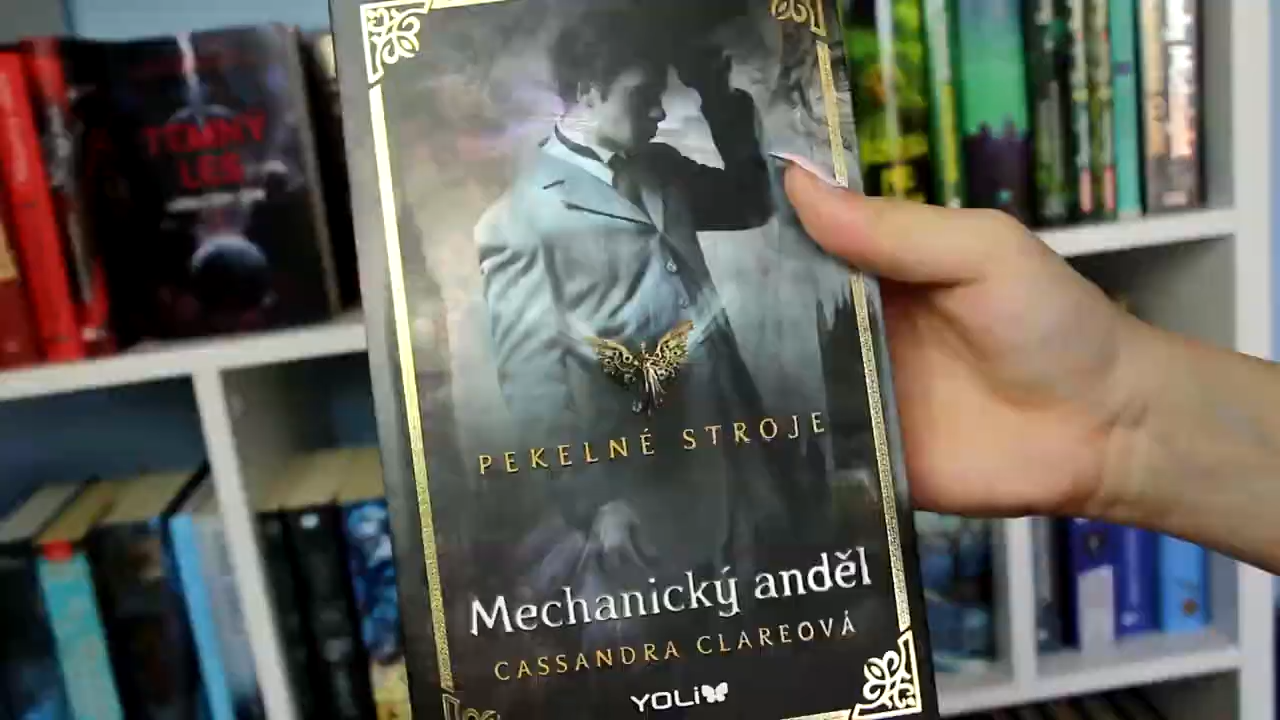 TEMNÝ
LES
PEKELNÉ STROJE
Mechanický anděl
CASSANDRA CLAREOVÁ
YOLi